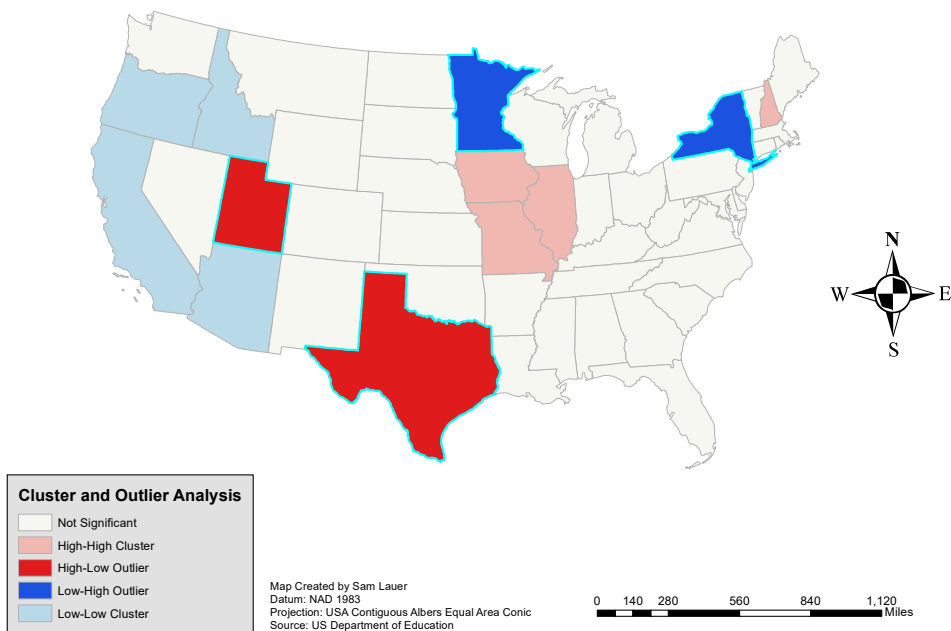 N
W E
S
Cluster and Outlier Analysis
Not Significant
High-High Cluster
High-Low Outlier
Low-High Outlier
Low-Low Cluster
Map Created by Sam Lauer
Datum: NAD 1983
Projection: USA Contiguous Albers Equal Area Conic
Source: US Department of Education
0 140 280 560 840 1,120
Miles